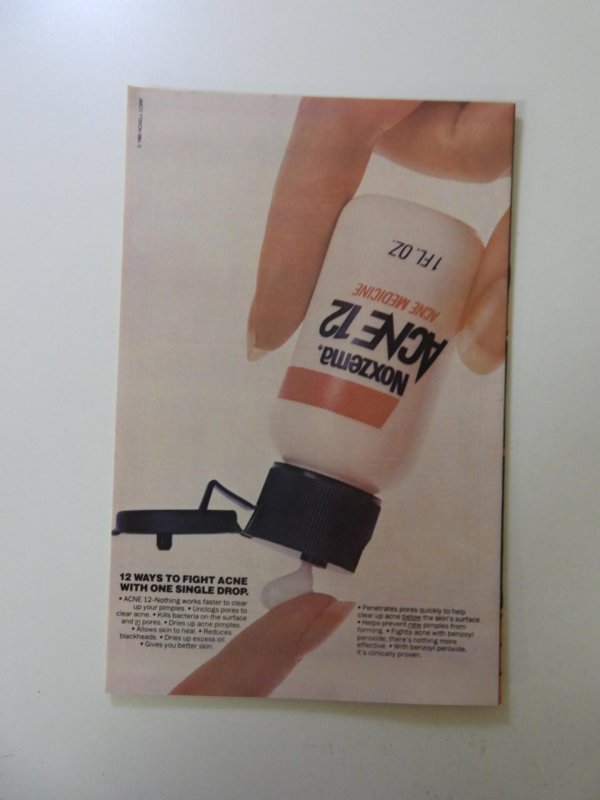 © 1985 NOXELL CORP.
1 FL. OZ.
ACNE MEDICINE
ACNE 12
Noxzema.
12 WAYS TO FIGHT ACNE
WITH ONE SINGLE DROP.
• ACNE 12-Nothing works faster to clear
up your pimples. • Unclogs pores to
clear acne. • Kills bacteria on the surface
and in pores. • Dries up acne pimples.
• Allows skin to heal. • Reduces
blackheads. • Dries up excess oil.
• Gives you better skin.
• Penetrates pores quickly to help
clear up acne below the skin's surface.
• Helps prevent new pimples from
forming. • Fights acne with benzoyl
peroxide, there's nothing more
effective. • With benzoyl peroxide,
it's clinically proven.